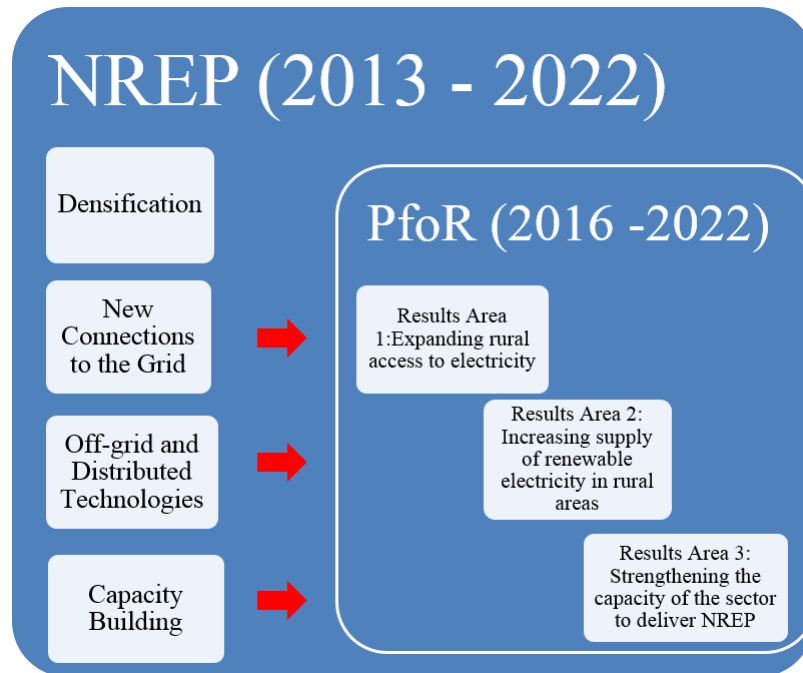 NREP (2013 - 2022)
Densification
PfoR (2016 -2022)
New
Connections
to the Grid
Results Area
1:Expanding rural
access to electricity
Off-grid and
Distributed
Technologies
Results Area 2:
Increasing supply
of renewable
electricity in rural
areas
Capacity
Building
Results Area 3:
Strengthening the
capacity of the sector
to deliver NREP